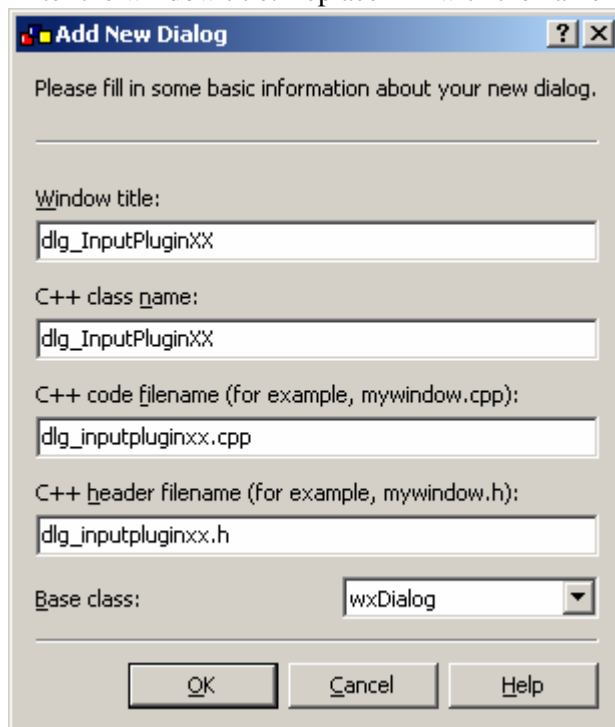 Add New Dialog
Please fill in some basic information about your new dialog.
Window title:
dlg_InputPluginXX
C++ class name:
dlg_InputPluginXX
C++ code filename (for example, mywindow.cpp):
dlg_inputpluginxx.cpp
C++ header filename (for example, mywindow.h):
dlg_inputpluginxx.h
Base class: wxDialog
OK Cancel Help